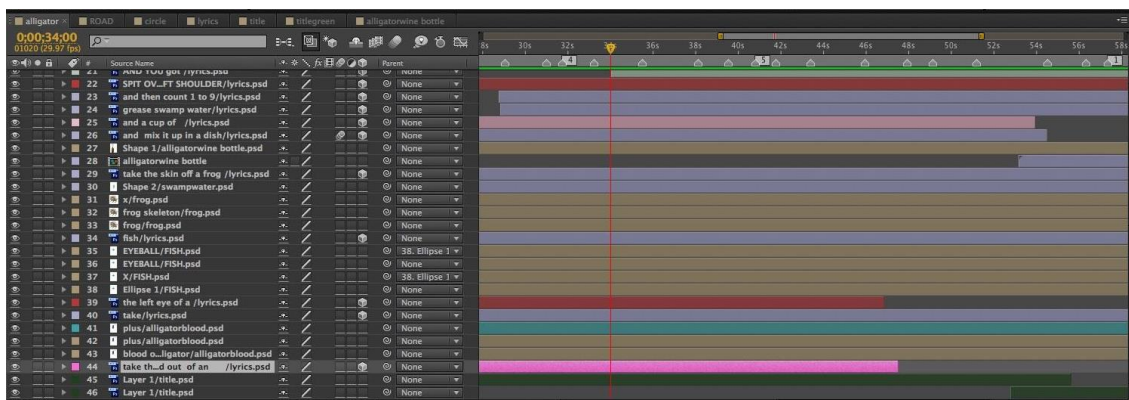 alligator × ROAD circle lyrics title titlegreen alligatorwine bottle
0;00;34;00
01020 (29.97 fps)
8s 30s 32s 36s 38s 40s 42s 44s 46s 48s 50s 52s 54s 56s 58s
# Source Name fx Parent 4 5 1
21 AND YOU got /lyrics.psd None
22 SPIT OV...FT SHOULDER/lyrics.psd None
23 and then count 1 to 9/lyrics.psd None
24 grease swamp water/lyrics.psd None
25 and a cup of /lyrics.psd None
26 and mix it up in a dish/lyrics.psd None
27 Shape 1/alligatorwine bottle.psd None
28 alligatorwine bottle None
29 take the skin off a frog /lyrics.psd None
30 Shape 2/swampwater.psd None
31 x/frog.psd None
32 frog skeleton/frog.psd None
33 frog/frog.psd None
34 fish/lyrics.psd None
35 EYEBALL/FISH.psd 38. Ellipse 1
36 EYEBALL/FISH.psd None
37 X/FISH.psd 38. Ellipse 1
38 Ellipse 1/FISH.psd None
39 the left eye of a /lyrics.psd None
40 take/lyrics.psd None
41 plus/alligatorblood.psd None
42 plus/alligatorblood.psd None
43 blood o...ligator/alligatorblood.psd None
44 take th...d out of an /lyrics.psd None
45 Layer 1/title.psd None
46 Layer 1/title.psd None